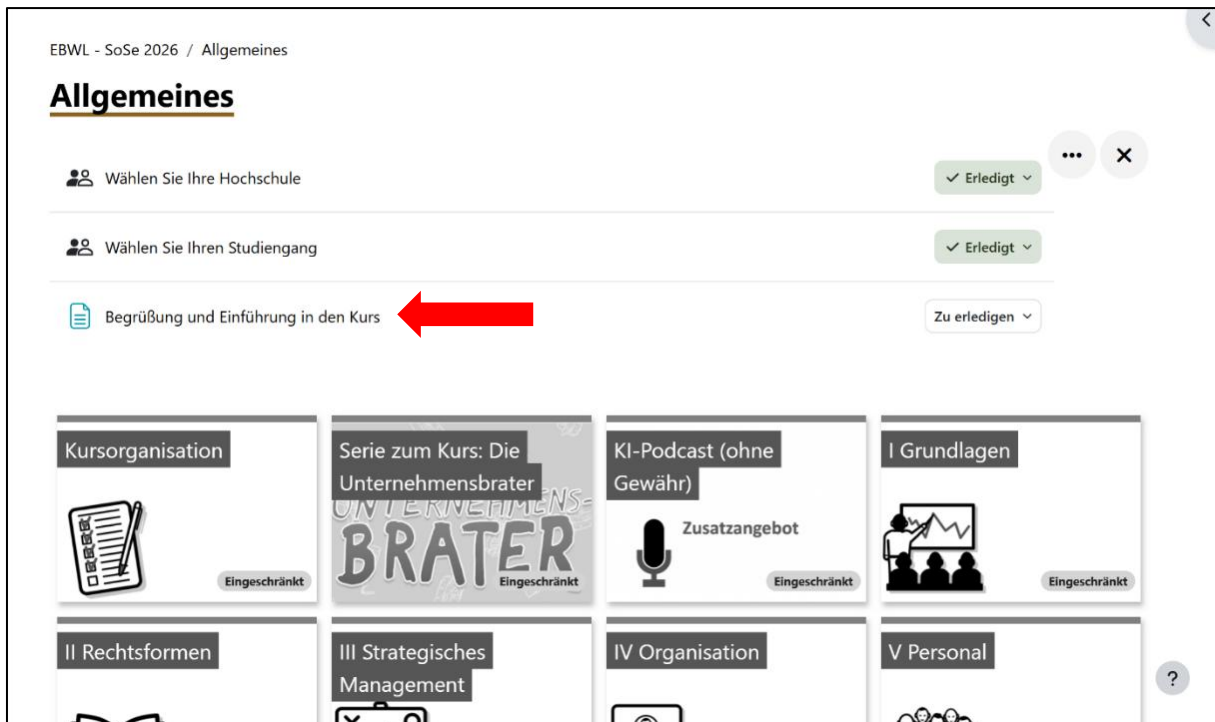 EBWL - SoSe 2026 / Allgemeines
Allgemeines
Wählen Sie Ihre Hochschule
✓ Erledigt
Wählen Sie Ihren Studiengang
✓ Erledigt
Begrüßung und Einführung in den Kurs
Zu erledigen
Kursorganisation
Eingeschränkt
Serie zum Kurs: Die
Unternehmensbrater
UNTERNEHMENS-
BRATER
Eingeschränkt
KI-Podcast (ohne
Gewähr)
Zusatzangebot
Eingeschränkt
I Grundlagen
Eingeschränkt
II Rechtsformen
III Strategisches
Management
IV Organisation
V Personal
?